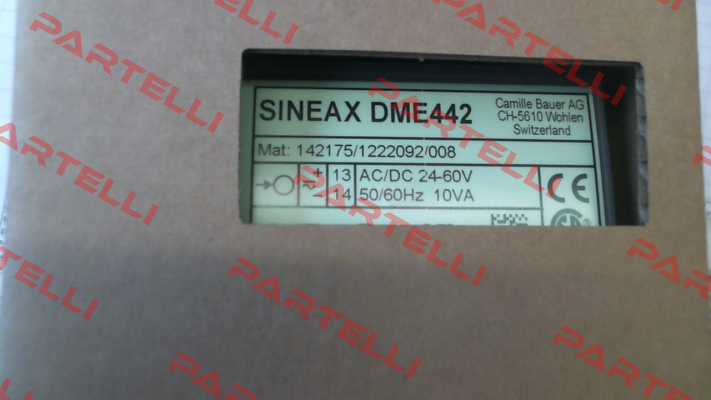 SINEAX DME442
Camille Bauer AG
CH-5610 Wohlen
Switzerland
Mat: 142175/1222092/008
+ 13 AC/DC 24-60V
- 14 50/60Hz 10VA
CE
PARTELLI
PARTELLI
PARTELLI
PARTELLI
PARTELLI
PARTELLI
PARTELLI
PARTELLI
PARTELLI